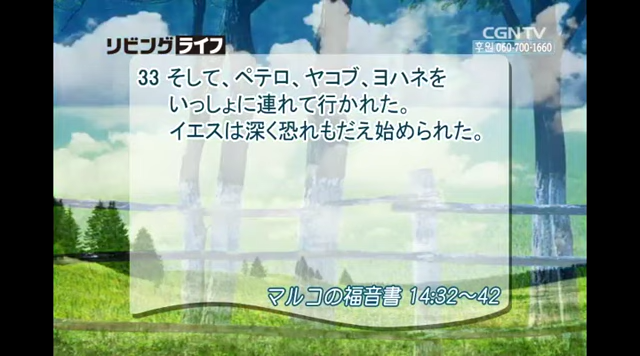 リビングライフ
CGNTV
후원 060-700-1660
33 そして、ペテロ、ヤコブ、ヨハネを
いっしょに連れて行かれた。
イエスは深く恐れもだえ始められた。
マルコの福音書 14:32~42